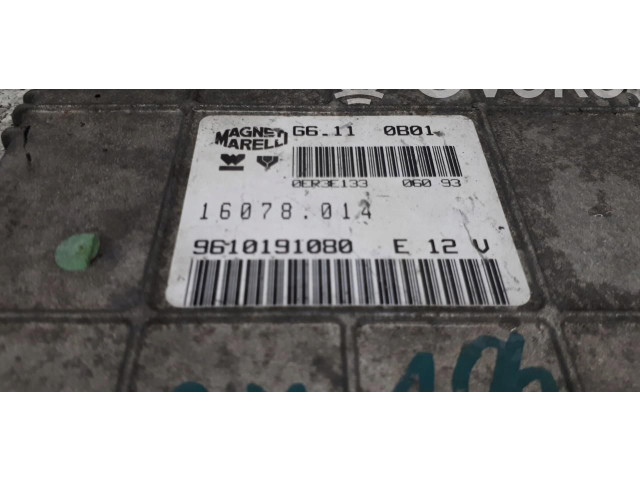 MAGNETI MARELLI G6.11 0B01
0ER3E133 060 93
16078.014
9610191080 E 12 V